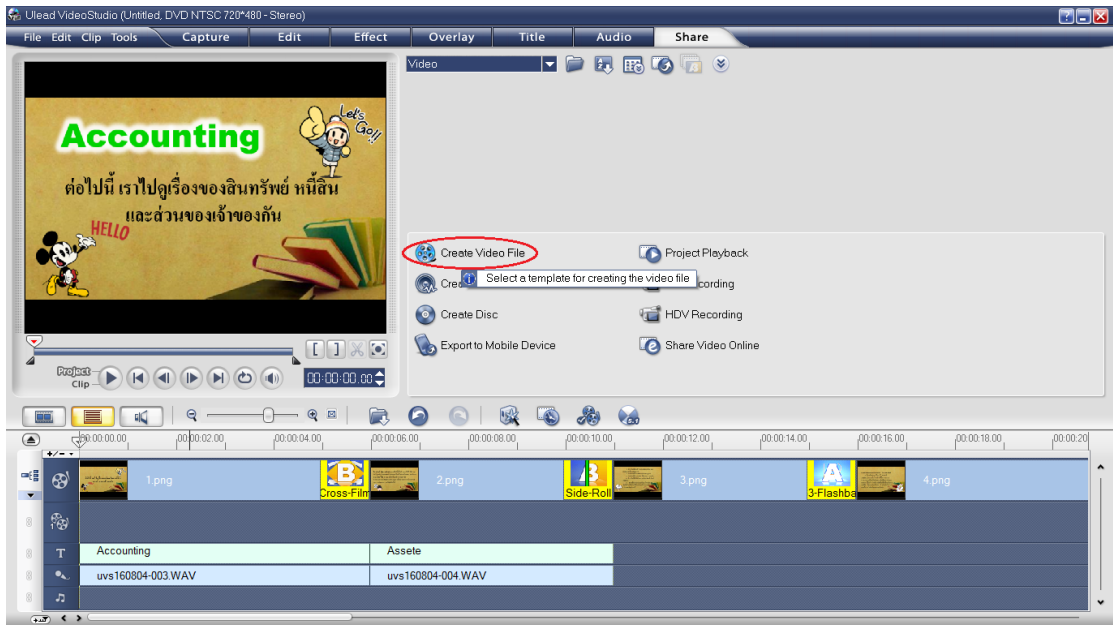 Ulead VideoStudio (Untitled, DVD NTSC 720*480 - Stereo)
File Edit Clip Tools Capture Edit Effect Overlay Title Audio Share
Video
Let's Go!!
Accounting
ต่อไปนี้ เราไปดูเรื่องของสินทรัพย์ หนี้สิน
และส่วนของเจ้าของกัน
HELLO
Create Video File
Project Playback
Select a template for creating the video file
Create Disc
HDV Recording
Export to Mobile Device
Share Video Online
Project
Clip
00:00:00.00
00:00:00.00 00:00:02.00 00:00:04.00 00:00:06.00 00:00:08.00 00:00:10.00 00:00:12.00 00:00:14.00 00:00:16.00 00:00:18.00 00:00:20
1.png
B
Cross-Film
2.png
Side-Roll
3.png
A
3-Flashba
4.png
T
Accounting
Assete
uvs160804-003.WAV
uvs160804-004.WAV